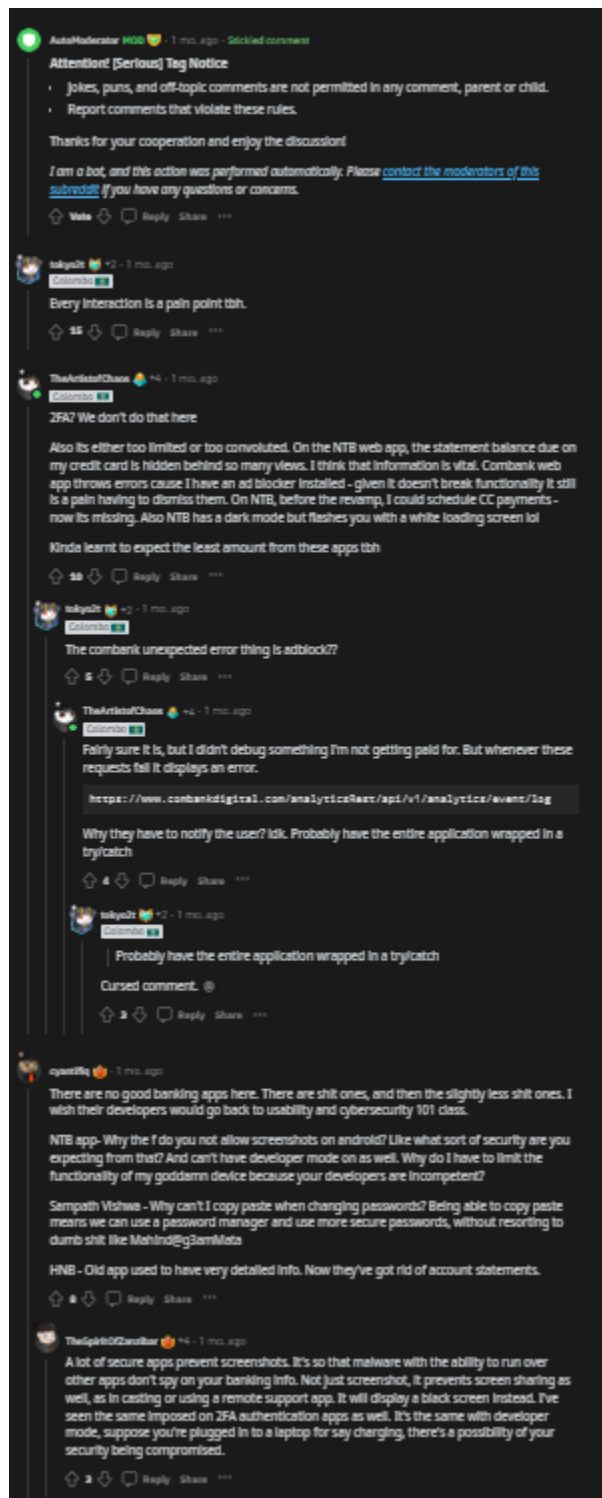 AutoModerator MOD · 1 mo. ago · Stickied comment
Attention! [Serious] Tag Notice
• Jokes, puns, and off-topic comments are not permitted in any comment, parent or child.
• Report comments that violate these rules.
Thanks for your cooperation and enjoy the discussion!
I am a bot, and this action was performed automatically. Please contact the moderators of this
subreddit if you have any questions or concerns.
Vote Reply Share ...
tokyo2t +2 · 1 mo. ago
Colombo
Every interaction is a pain point tbh.
15 Reply Share ...
TheArtistofChaos +4 · 1 mo. ago
Colombo
2FA? We don't do that here
Also its either too limited or too convoluted. On the NTB web app, the statement balance due on
my credit card is hidden behind so many views. I think that information is vital. Combank web
app throws errors cause I have an ad blocker installed - given it doesn't break functionality it still
is a pain having to dismiss them. On NTB, before the revamp, I could schedule CC payments -
now its missing. Also NTB has a dark mode but flashes you with a white loading screen lol
Kinda learnt to expect the least amount from these apps tbh
10 Reply Share ...
tokyo2t +2 · 1 mo. ago
Colombo
The combank unexpected error thing is adblock??
5 Reply Share ...
TheArtistofChaos +4 · 1 mo. ago
Colombo
Fairly sure it is, but I didn't debug something I'm not getting paid for. But whenever these
requests fail it displays an error.
https://www.combankdigital.com/analyticsRest/api/v1/analytics/event/log
Why they have to notify the user? Idk. Probably have the entire application wrapped in a
try/catch
4 Reply Share ...
tokyo2t +2 · 1 mo. ago
Colombo
Probably have the entire application wrapped in a try/catch
Cursed comment.
3 Reply Share ...
cyantifiq · 1 mo. ago
There are no good banking apps here. There are shit ones, and then the slightly less shit ones. I
wish their developers would go back to usability and cybersecurity 101 class.
NTB app- Why the f do you not allow screenshots on android? Like what sort of security are you
expecting from that? And can't have developer mode on as well. Why do I have to limit the
functionality of my goddamn device because your developers are incompetent?
Sampath Vishwa - Why can't I copy paste when changing passwords? Being able to copy paste
means we can use a password manager and use more secure passwords, without resorting to
dumb shit like Mahind@g3amMata
HNB - Old app used to have very detailed info. Now they've got rid of account statements.
8 Reply Share ...
TheSpiritOfZanzibar +4 · 1 mo. ago
A lot of secure apps prevent screenshots. It's so that malware with the ability to run over
other apps don't spy on your banking info. Not just screenshot, it prevents screen sharing as
well, as in casting or using a remote support app. It will display a black screen instead. I've
seen the same imposed on 2FA authentication apps as well. It's the same with developer
mode, suppose you're plugged in to a laptop for say charging, there's a possibility of your
security being compromised.
3 Reply Share ...